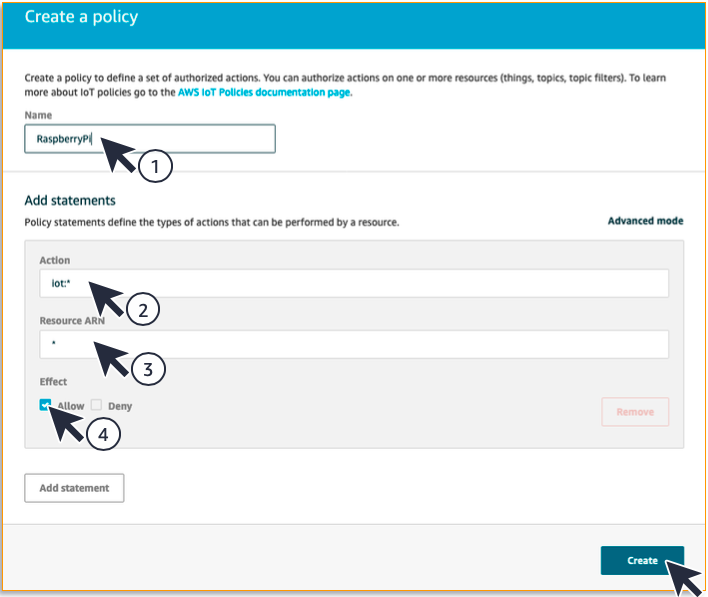 Create a policy
Create a policy to define a set of authorized actions. You can authorize actions on one or more resources (things, topics, topic filters). To learn
more about IoT policies go to the AWS IoT Policies documentation page.
Name
RaspberryPi
1
Add statements
Policy statements define the types of actions that can be performed by a resource.
Advanced mode
Action
iot:*
2
Resource ARN
*
3
Effect
Allow Deny
Remove
4
Add statement
Create